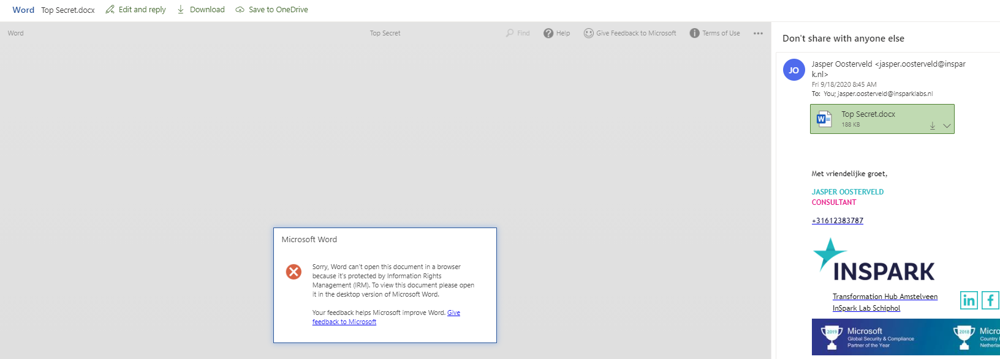 Word Top Secret.docx Edit and reply Download Save to OneDrive
Word Top Secret Find Help Give Feedback to Microsoft Terms of Use •••
Microsoft Word
Sorry, Word can't open this document in a browser
because it's protected by Information Rights
Management (IRM). To view this document please open
it in the desktop version of Microsoft Word.
Your feedback helps Microsoft improve Word. Give
feedback to Microsoft
Don't share with anyone else
JO
Jasper Oosterveld <jasper.oosterveld@inspar
k.nl>
Fri 9/18/2020 8:45 AM
To: You; jasper.oosterveld@insparklabs.nl
W
Top Secret.docx
188 KB
Met vriendelijke groet,
JASPER OOSTERVELD
CONSULTANT
+31612383787
INSPARK
Transformation Hub Amstelveen
InSpark Lab Schiphol
in f
2019 Microsoft
Global Security & Compliance
Partner of the Year
2018 Micro
Country
Netherla